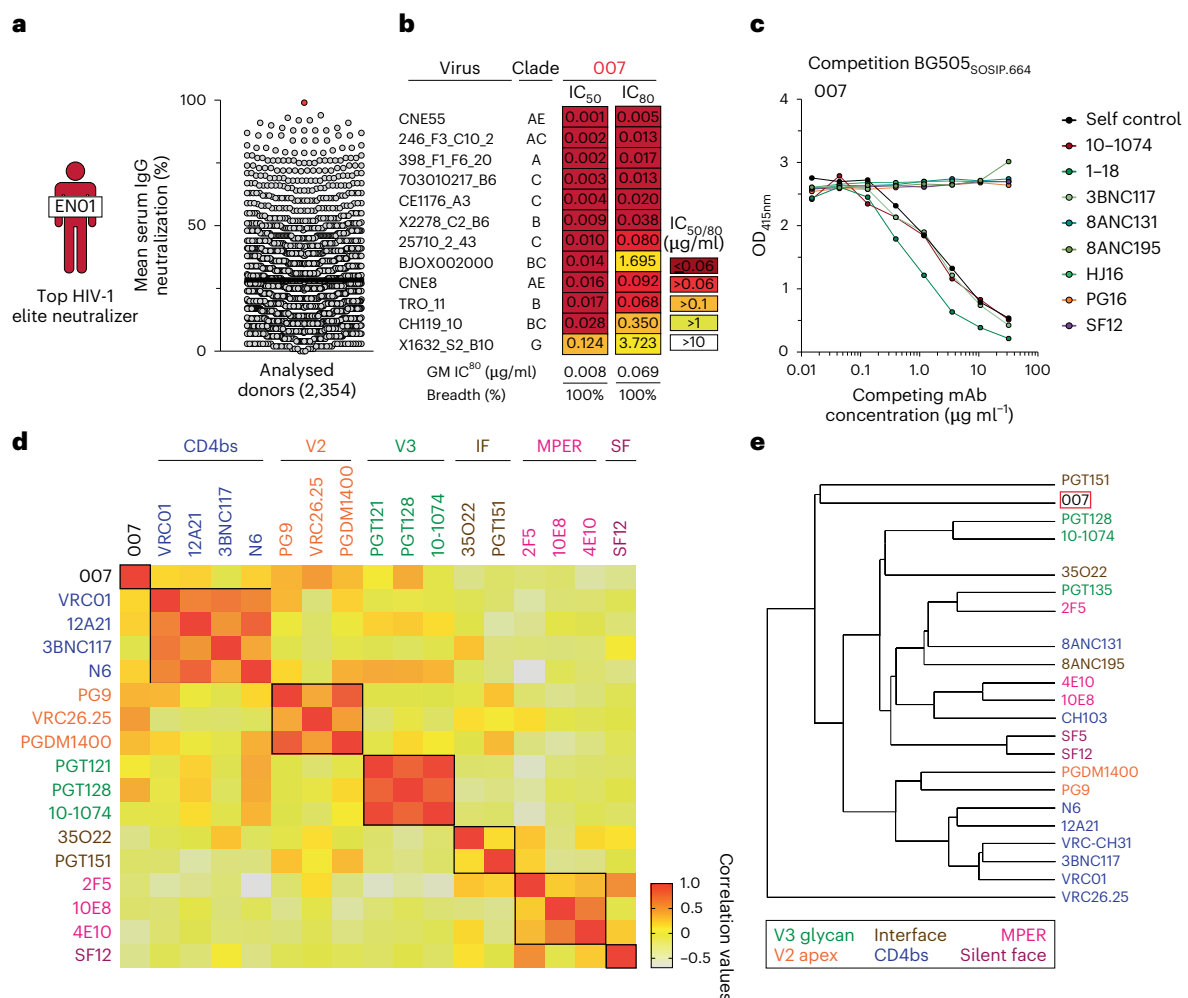 a
100
50
0
Mean serum IgG
neutralization (%)
ENO1
Top HIV-1
elite neutralizer
Analysed
donors (2,354)
b
Virus Clade 007
IC50 IC80
CNE55 AE 0.001 0.005
246_F3_C10_2 AC 0.002 0.013
398_F1_F6_20 A 0.002 0.017
703010217_B6 C 0.003 0.013
CE1176_A3 C 0.004 0.020
X2278_C2_B6 B 0.009 0.038
25710_2_43 C 0.010 0.080
BJOX002000 BC 0.014 1.695
CNE8 AE 0.016 0.092
TRO_11 B 0.017 0.068
CH119_10 BC 0.028 0.350
X1632_S2_B10 G 0.124 3.723
GM IC80 (µg/ml) 0.008 0.069
Breadth (%) 100% 100%
IC50/80
(µg/ml)
≤0.06
>0.06
>0.1
>1
>10
c
Competition BG505SOSIP.664
007
4
3
2
1
0
OD415nm
0.01 0.1 1.0 10 100
Competing mAb
concentration (µg ml−1)
Self control
10–1074
1–18
3BNC117
8ANC131
8ANC195
HJ16
PG16
SF12
d
CD4bs V2 V3 IF MPER SF
007 VRC01 12A21 3BNC117 N6 PG9 VRC26.25 PGDM1400 PGT121 PGT128 10-1074 35O22 PGT151 2F5 10E8 4E10 SF12
007
VRC01
12A21
3BNC117
N6
PG9
VRC26.25
PGDM1400
PGT121
PGT128
10-1074
35O22
PGT151
2F5
10E8
4E10
SF12
1.0
0.5
0
−0.5
Correlation values
e
PGT151
007
PGT128
10-1074
35O22
PGT135
2F5
8ANC131
8ANC195
4E10
10E8
CH103
SF5
SF12
PGDM1400
PG9
N6
12A21
VRC-CH31
3BNC117
VRC01
VRC26.25
V3 glycan Interface MPER
V2 apex CD4bs Silent face